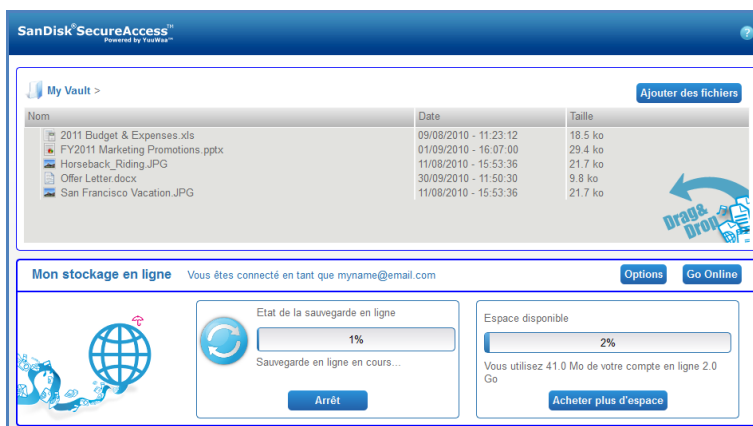 SanDisk®SecureAccess™
Powered by YuuWaa™
?
My Vault >
Ajouter des fichiers
Nom Date Taille
2011 Budget & Expenses.xls 09/08/2010 - 11:23:12 18.5 ko
FY2011 Marketing Promotions.pptx 01/09/2010 - 16:07:00 29.4 ko
Horseback_Riding.JPG 11/08/2010 - 15:53:36 21.7 ko
Offer Letter.docx 30/09/2010 - 11:50:30 9.8 ko
San Francisco Vacation.JPG 11/08/2010 - 15:53:36 21.7 ko
Drag&
Drop
Mon stockage en ligne Vous êtes connecté en tant que myname@email.com
Options
Go Online
Etat de la sauvegarde en ligne
1%
Sauvegarde en ligne en cours...
Arrêt
Espace disponible
2%
Vous utilizez 41.0 Mo de votre compte en ligne 2.0
Go
Acheter plus d'espace